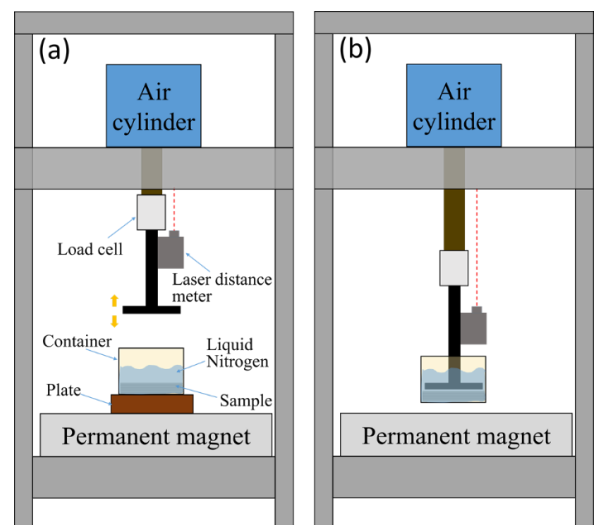 (a)
Air
cylinder
Load cell
Laser distance
meter
Container
Liquid
Nitrogen
Plate
Sample
Permanent magnet
(b)
Air
cylinder
Permanent magnet